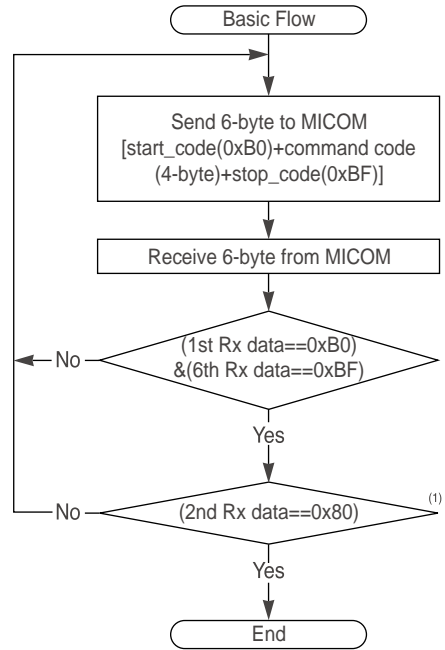 Basic Flow
Send 6-byte to MICOM
[start_code(0xB0)+command code
(4-byte)+stop_code(0xBF)]
Receive 6-byte from MICOM
(1st Rx data==0xB0)
&(6th Rx data==0xBF)
No
Yes
(2nd Rx data==0x80)
(1)
No
Yes
End